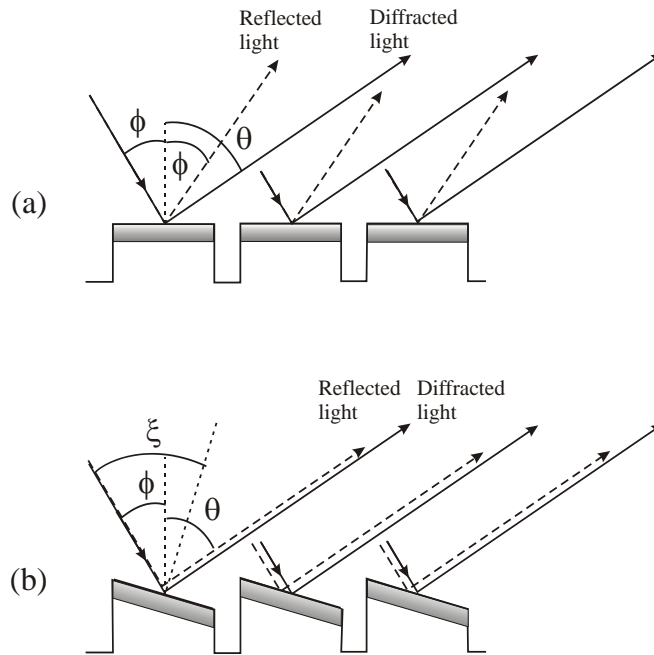 Reflected
light
Diffracted
light
ϕ
ϕ
θ
(a)
Reflected
light
Diffracted
light
ξ
ϕ
θ
(b)